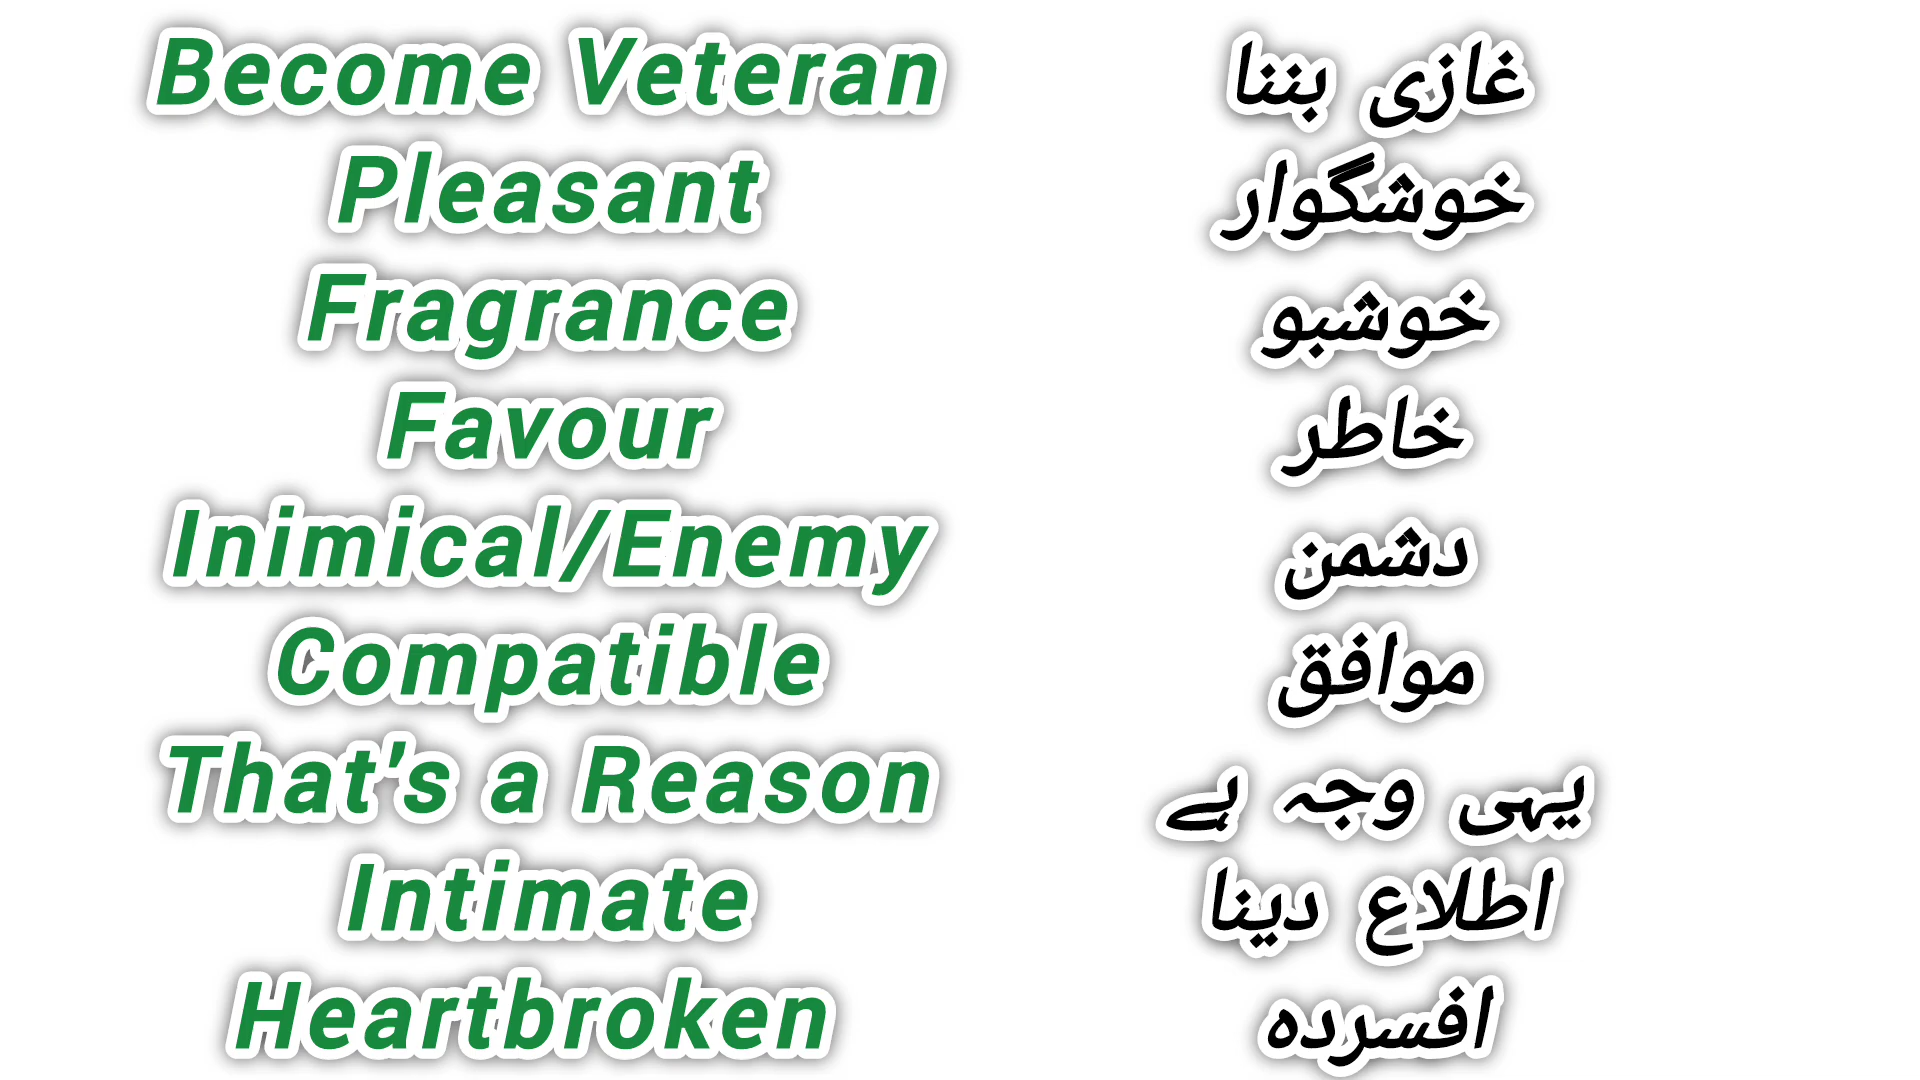 Become Veteran غازی بننا
Pleasant خوشگوار
Fragrance خوشبو
Favour خاطر
Inimical/Enemy دشمن
Compatible موافق
That's a Reason یہی وجہ ہے
Intimate اطلاع دینا
Heartbroken افسردہ